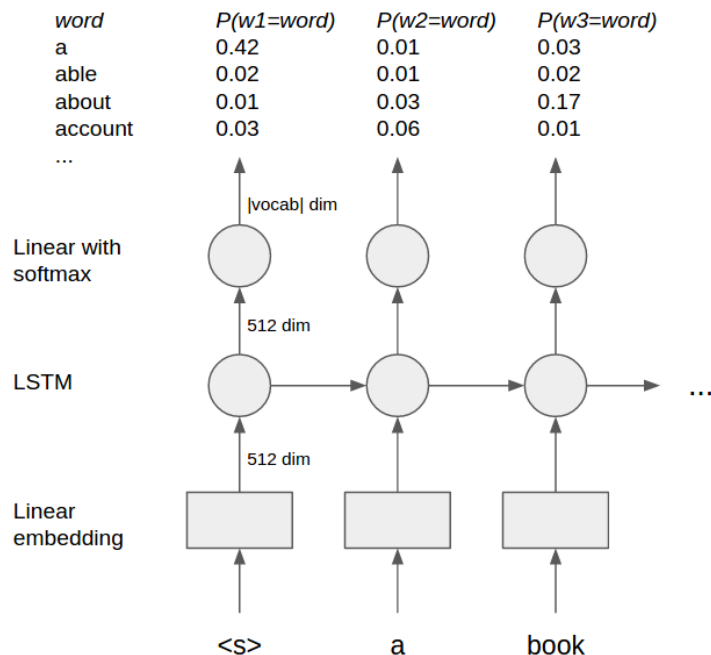 word P(w1=word) P(w2=word) P(w3=word)
a 0.42 0.01 0.03
able 0.02 0.01 0.02
about 0.01 0.03 0.17
account 0.03 0.06 0.01
...
|vocab| dim
Linear with
softmax
512 dim
LSTM
...
512 dim
Linear
embedding
<s> a book